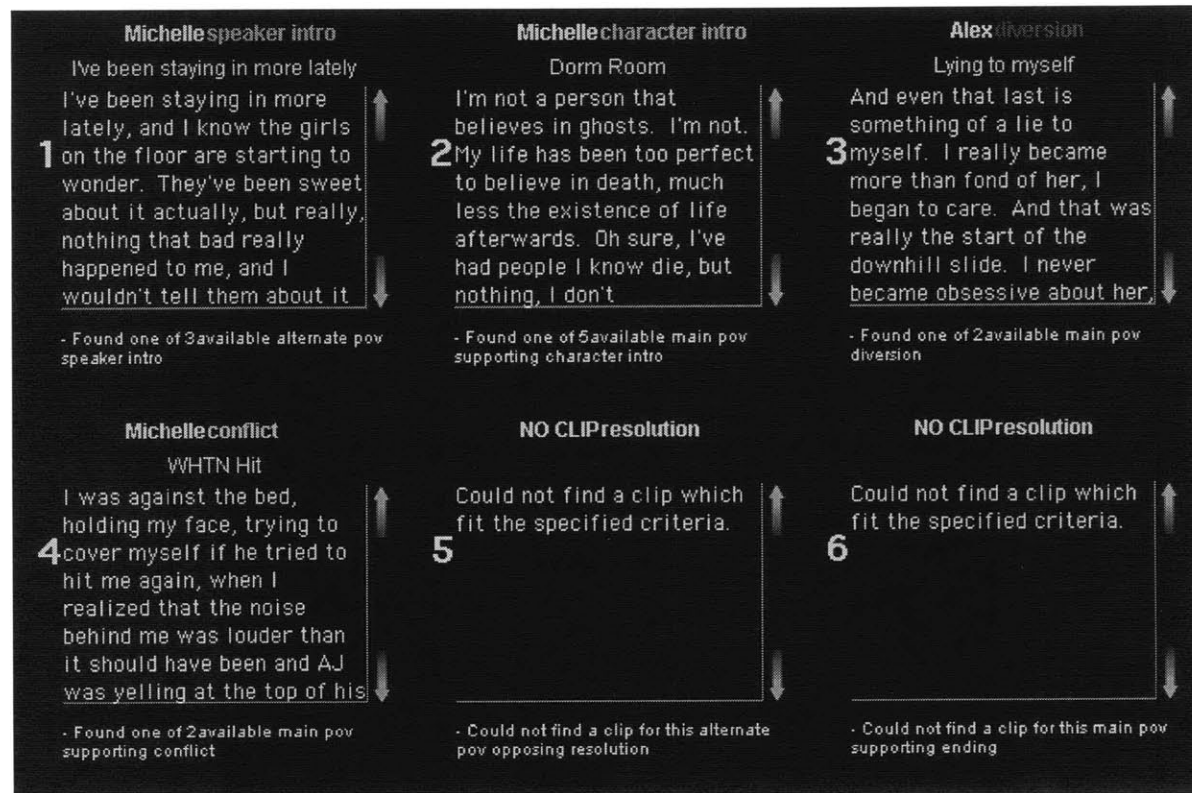 Michelle speaker intro
I've been staying in more lately
I've been staying in more
lately, and I know the girls
1 on the floor are starting to
wonder. They've been sweet
about it actually, but really,
nothing that bad really
happened to me, and I
wouldn't tell them about it
- Found one of 3available alternate pov
speaker intro
Michelle character intro
Dorm Room
I'm not a person that
believes in ghosts. I'm not.
2 My life has been too perfect
to believe in death, much
less the existence of life
afterwards. Oh sure, I've
had people I know die, but
nothing, I don't
- Found one of 5available main pov
supporting character intro
Alex diversion
Lying to myself
And even that last is
something of a lie to
3 myself. I really became
more than fond of her, I
began to care. And that was
really the start of the
downhill slide. I never
became obsessive about her,
- Found one of 2available main pov
diversion
Michelle conflict
WHTN Hit
I was against the bed,
holding my face, trying to
4 cover myself if he tried to
hit me again, when I
realized that the noise
behind me was louder than
it should have been and AJ
was yelling at the top of his
- Found one of 2available main pov
supporting conflict
NO CLIP resolution
Could not find a clip which
fit the specified criteria.
5
- Could not find a clip for this alternate
pov opposing resolution
NO CLIP resolution
Could not find a clip which
fit the specified criteria.
6
- Could not find a clip for this main pov
supporting ending